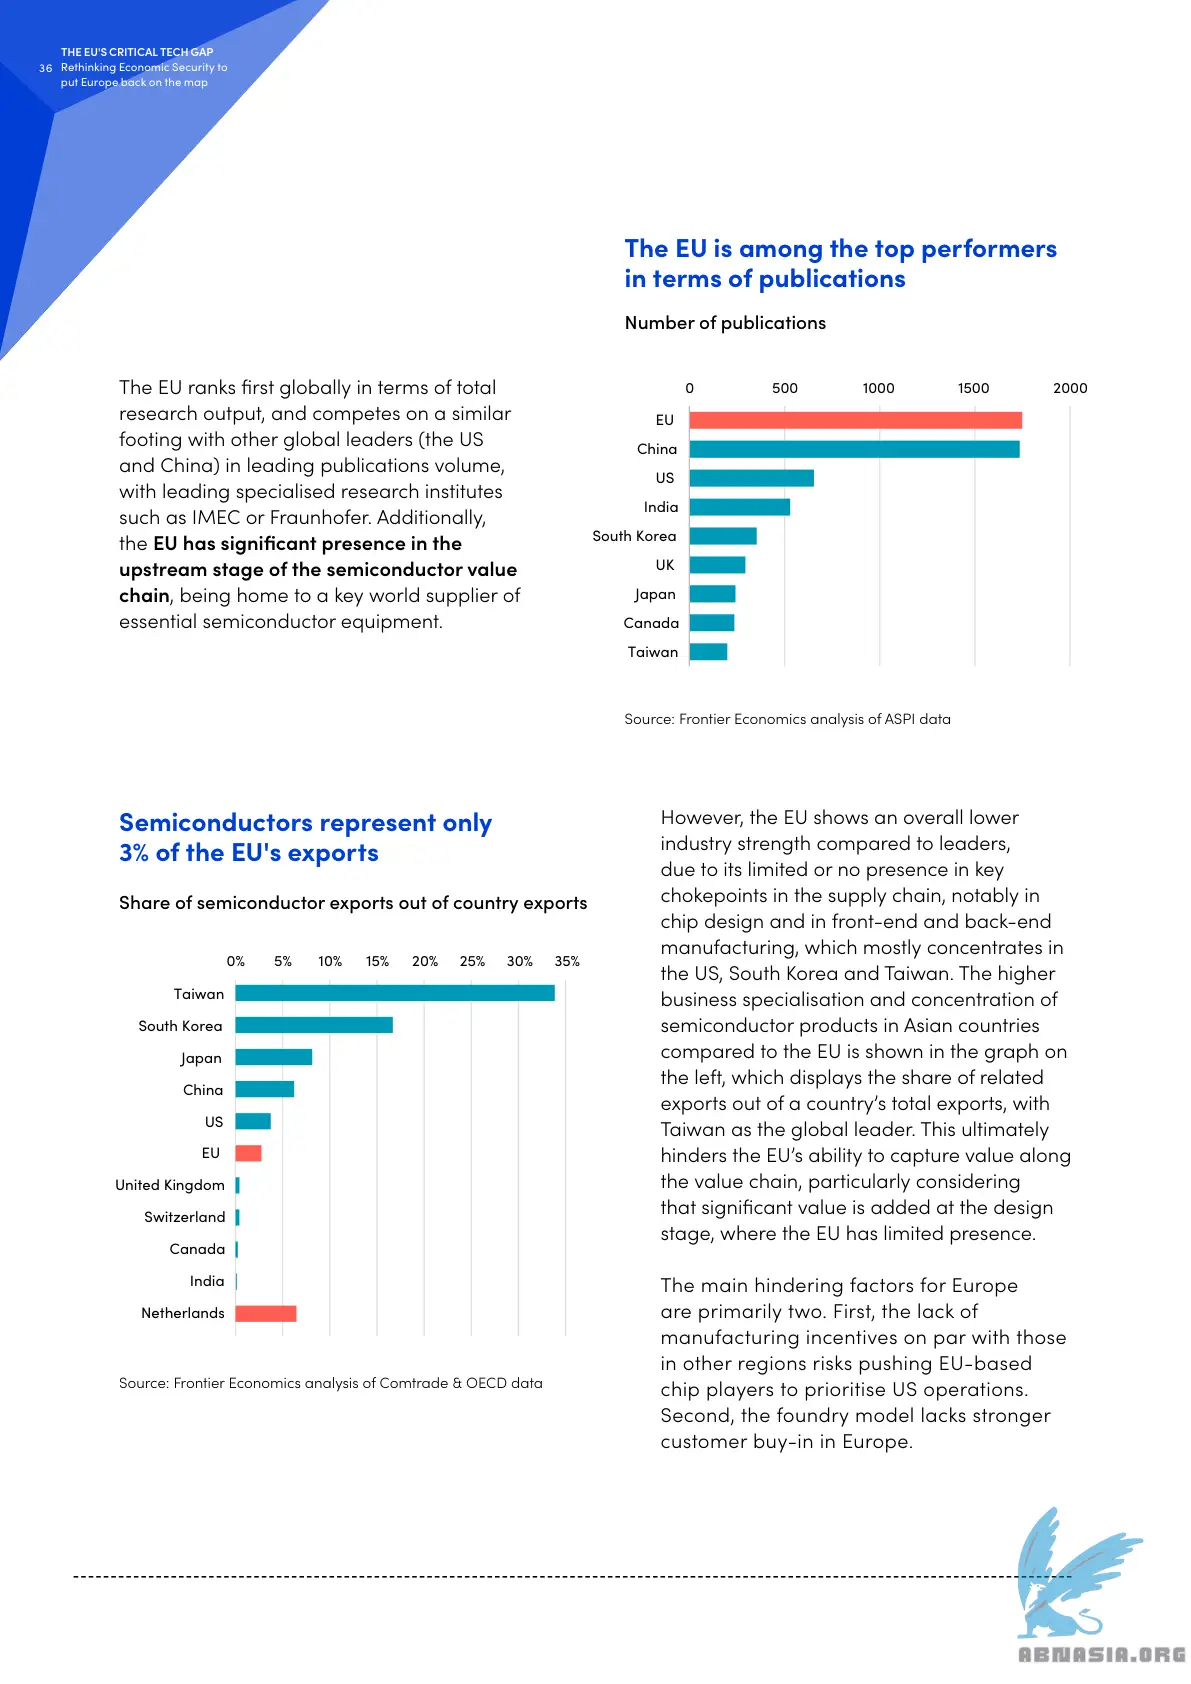 THE EU'S CRITICAL TECH GAP
36 Rethinking Economic Security to
put Europe back on the map
The EU ranks first globally in terms of total
research output, and competes on a similar
footing with other global leaders (the US
and China) in leading publications volume,
with leading specialised research institutes
such as IMEC or Fraunhofer. Additionally,
the EU has significant presence in the
upstream stage of the semiconductor value
chain, being home to a key world supplier of
essential semiconductor equipment.
The EU is among the top performers
in terms of publications
Number of publications
0 500 1000 1500 2000
EU
China
US
India
South Korea
UK
Japan
Canada
Taiwan
Source: Frontier Economics analysis of ASPI data
Semiconductors represent only
3% of the EU's exports
Share of semiconductor exports out of country exports
0% 5% 10% 15% 20% 25% 30% 35%
Taiwan
South Korea
Japan
China
US
EU
United Kingdom
Switzerland
Canada
India
Netherlands
Source: Frontier Economics analysis of Comtrade & OECD data
However, the EU shows an overall lower
industry strength compared to leaders,
due to its limited or no presence in key
chokepoints in the supply chain, notably in
chip design and in front-end and back-end
manufacturing, which mostly concentrates in
the US, South Korea and Taiwan. The higher
business specialisation and concentration of
semiconductor products in Asian countries
compared to the EU is shown in the graph on
the left, which displays the share of related
exports out of a country’s total exports, with
Taiwan as the global leader. This ultimately
hinders the EU’s ability to capture value along
the value chain, particularly considering
that significant value is added at the design
stage, where the EU has limited presence.
The main hindering factors for Europe
are primarily two. First, the lack of
manufacturing incentives on par with those
in other regions risks pushing EU-based
chip players to prioritise US operations.
Second, the foundry model lacks stronger
customer buy-in in Europe.
ABNASIA.ORG